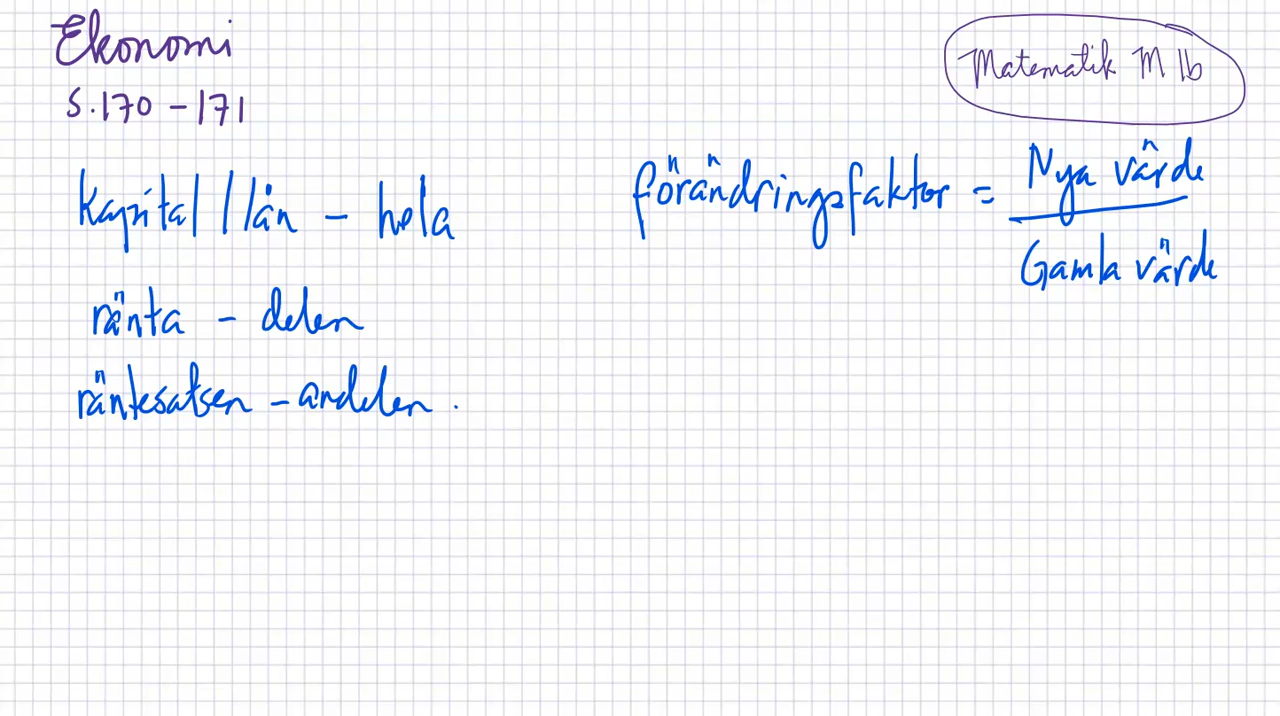 Ekonomi
S.170 - 171
Matematik M 1b
Kapital / lån - hela
ränta - delen
räntesatsen - andelen.
förändringsfaktor = Nya värde / Gamla värde